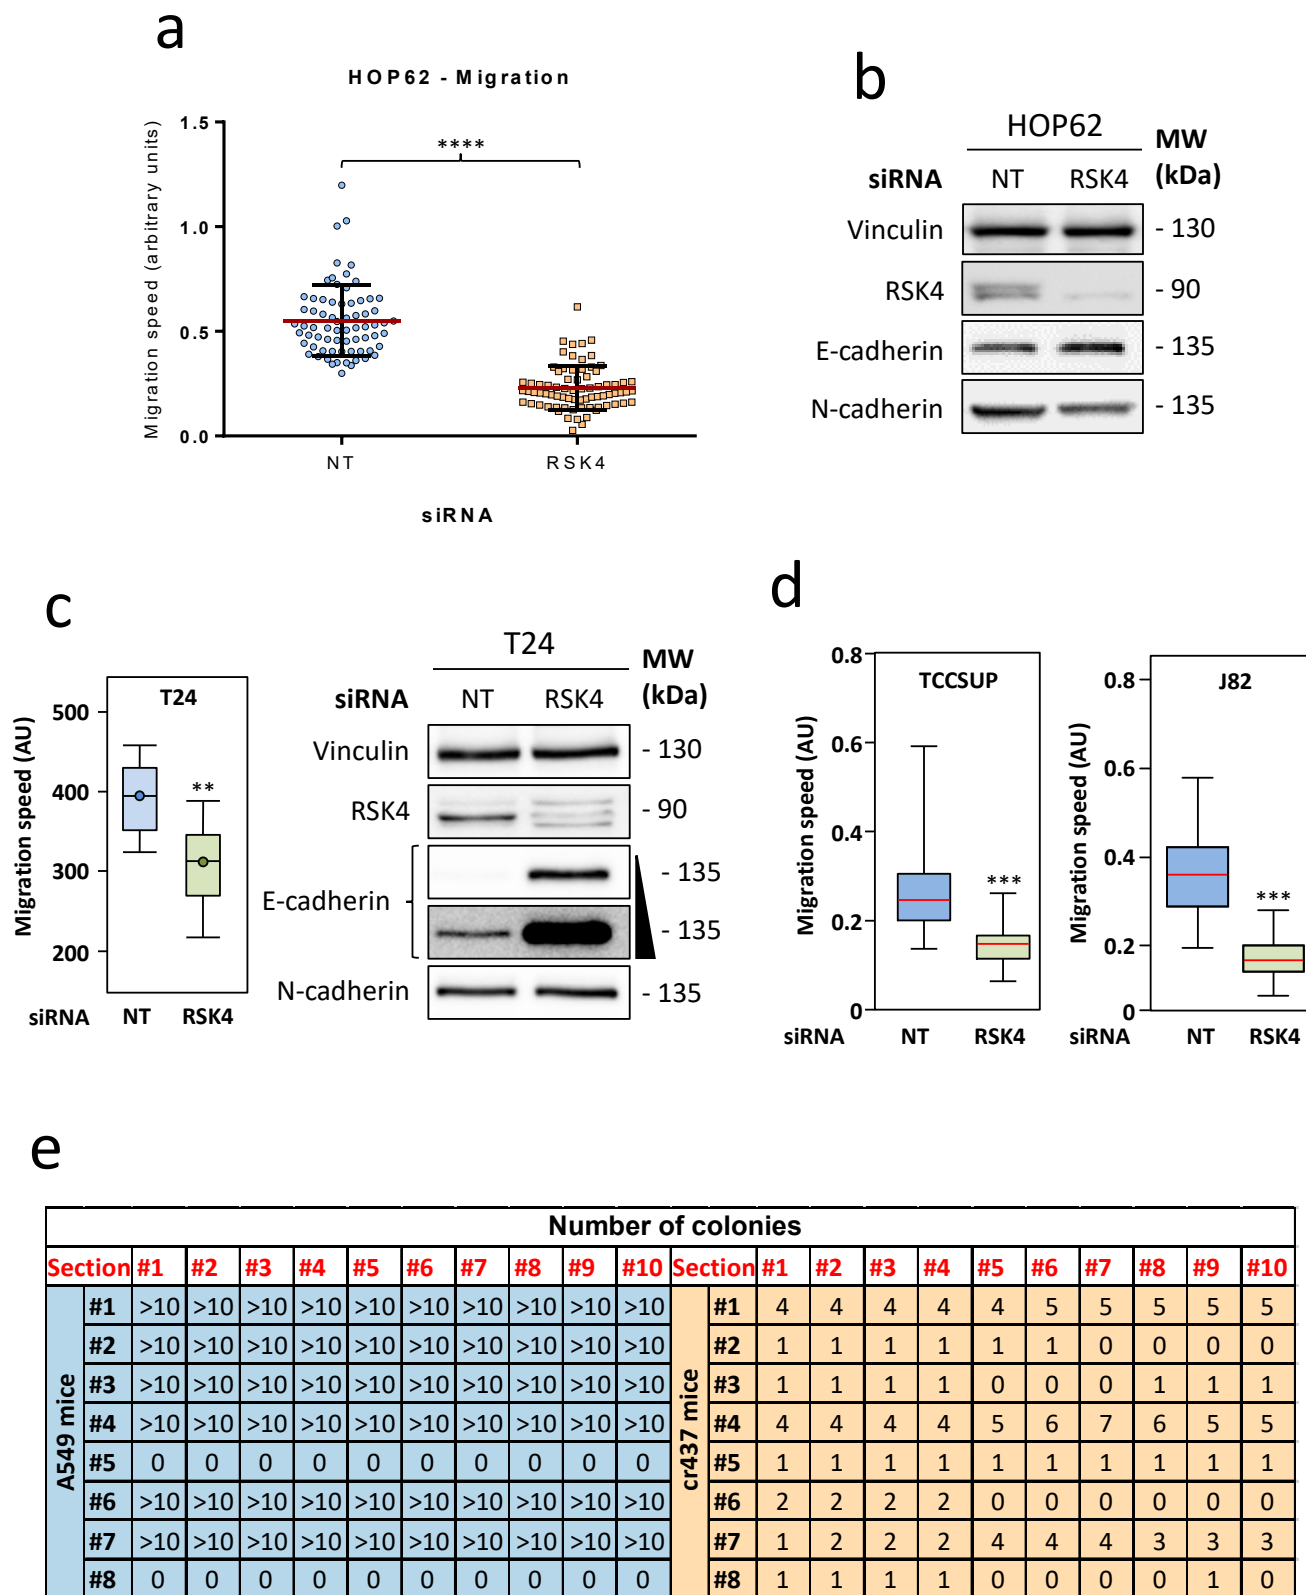 a
HOP62 - Migration
Migration speed (arbitrary units)
1.5
1.0
0.5
0.0
****
NT RSK4
siRNA
b
HOP62
MW
(kDa)
siRNA NT RSK4
Vinculin - 130
RSK4 - 90
E-cadherin - 135
N-cadherin - 135
c
Migration speed (AU)
T24
500
400
300
200
**
siRNA NT RSK4
T24
MW
(kDa)
siRNA NT RSK4
Vinculin - 130
RSK4 - 90
E-cadherin - 135
- 135
N-cadherin - 135
d
Migration speed (AU)
TCCSUP
0.8
0.6
0.4
0.2
0
***
siRNA NT RSK4
Migration speed (AU)
J82
0.8
0.6
0.4
0.2
0
***
siRNA NT RSK4
e
Number of colonies
Section #1 #2 #3 #4 #5 #6 #7 #8 #9 #10 Section #1 #2 #3 #4 #5 #6 #7 #8 #9 #10
A549 mice
cr437 mice
#1 >10 >10 >10 >10 >10 >10 >10 >10 >10 >10 #1 4 4 4 4 4 5 5 5 5 5
#2 >10 >10 >10 >10 >10 >10 >10 >10 >10 >10 #2 1 1 1 1 1 1 0 0 0 0
#3 >10 >10 >10 >10 >10 >10 >10 >10 >10 >10 #3 1 1 1 1 0 0 0 1 1 1
#4 >10 >10 >10 >10 >10 >10 >10 >10 >10 >10 #4 4 4 4 4 5 6 7 6 5 5
#5 0 0 0 0 0 0 0 0 0 0 #5 1 1 1 1 1 1 1 1 1 1
#6 >10 >10 >10 >10 >10 >10 >10 >10 >10 >10 #6 2 2 2 2 0 0 0 0 0 0
#7 >10 >10 >10 >10 >10 >10 >10 >10 >10 >10 #7 1 2 2 2 4 4 4 3 3 3
#8 0 0 0 0 0 0 0 0 0 0 #8 1 1 1 1 0 0 0 0 1 0